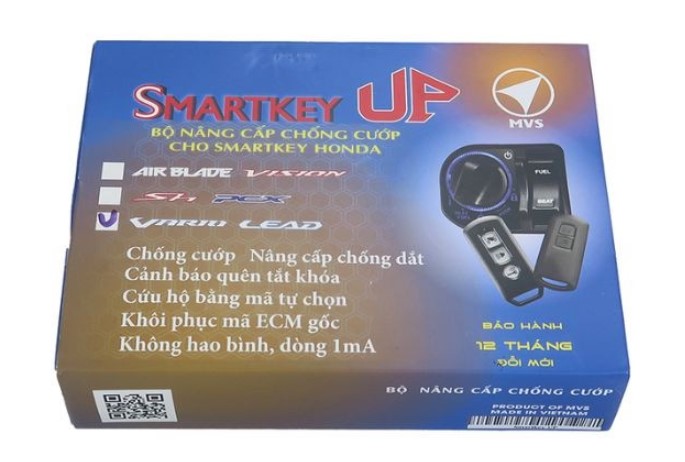 SMARTKEY UP
MVS
BỘ NÂNG CẤP CHỐNG CƯỚP
CHO SMARTKEY HONDA
AIR BLADE VISION
Sh PCX
VARIO LEAD
FUEL
SEAT
Chống cướp Nâng cấp chống dắt
Cảnh báo quên tắt khóa
Cứu hộ bằng mã tự chọn
Khôi phục mã ECM gốc
Không hao bình, dòng 1mA
BẢO HÀNH
12 THÁNG
ĐỔI MỚI
BỘ NÂNG CẤP CHỐNG CƯỚP
PRODUCT OF MVS
MADE IN VIETNAM